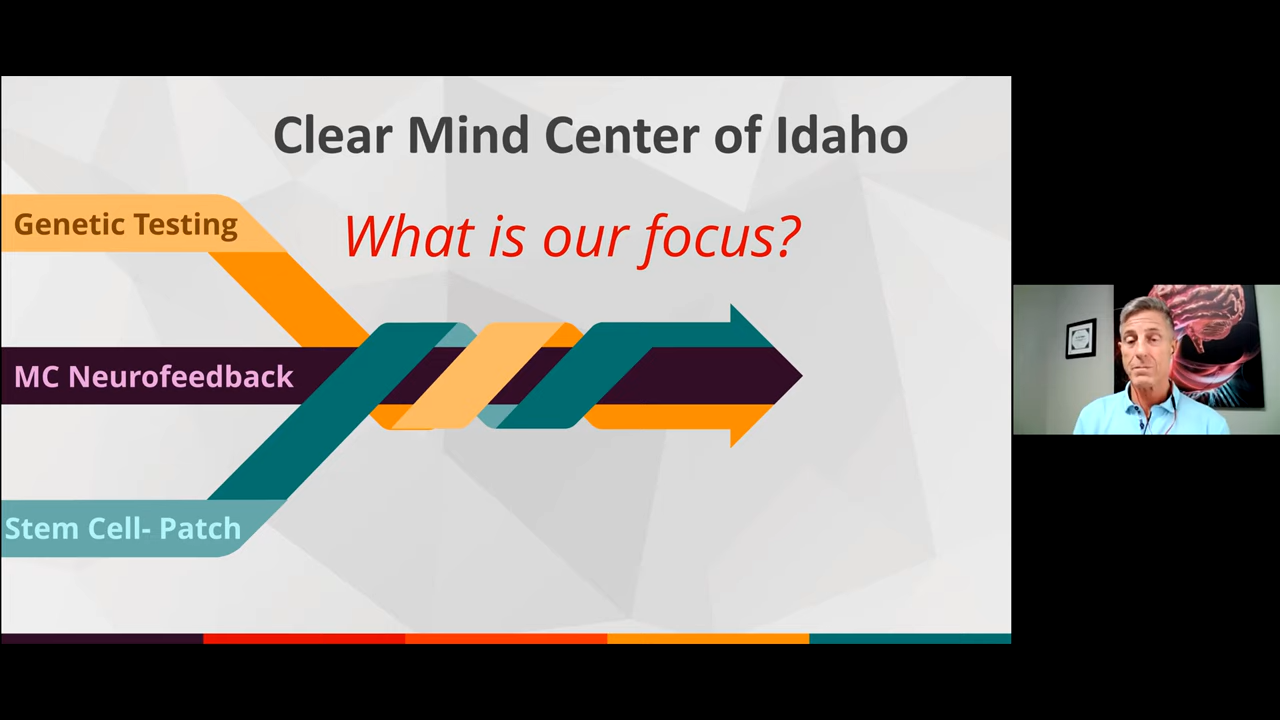 Clear Mind Center of Idaho
What is our focus?
Genetic Testing
MC Neurofeedback
Stem Cell- Patch